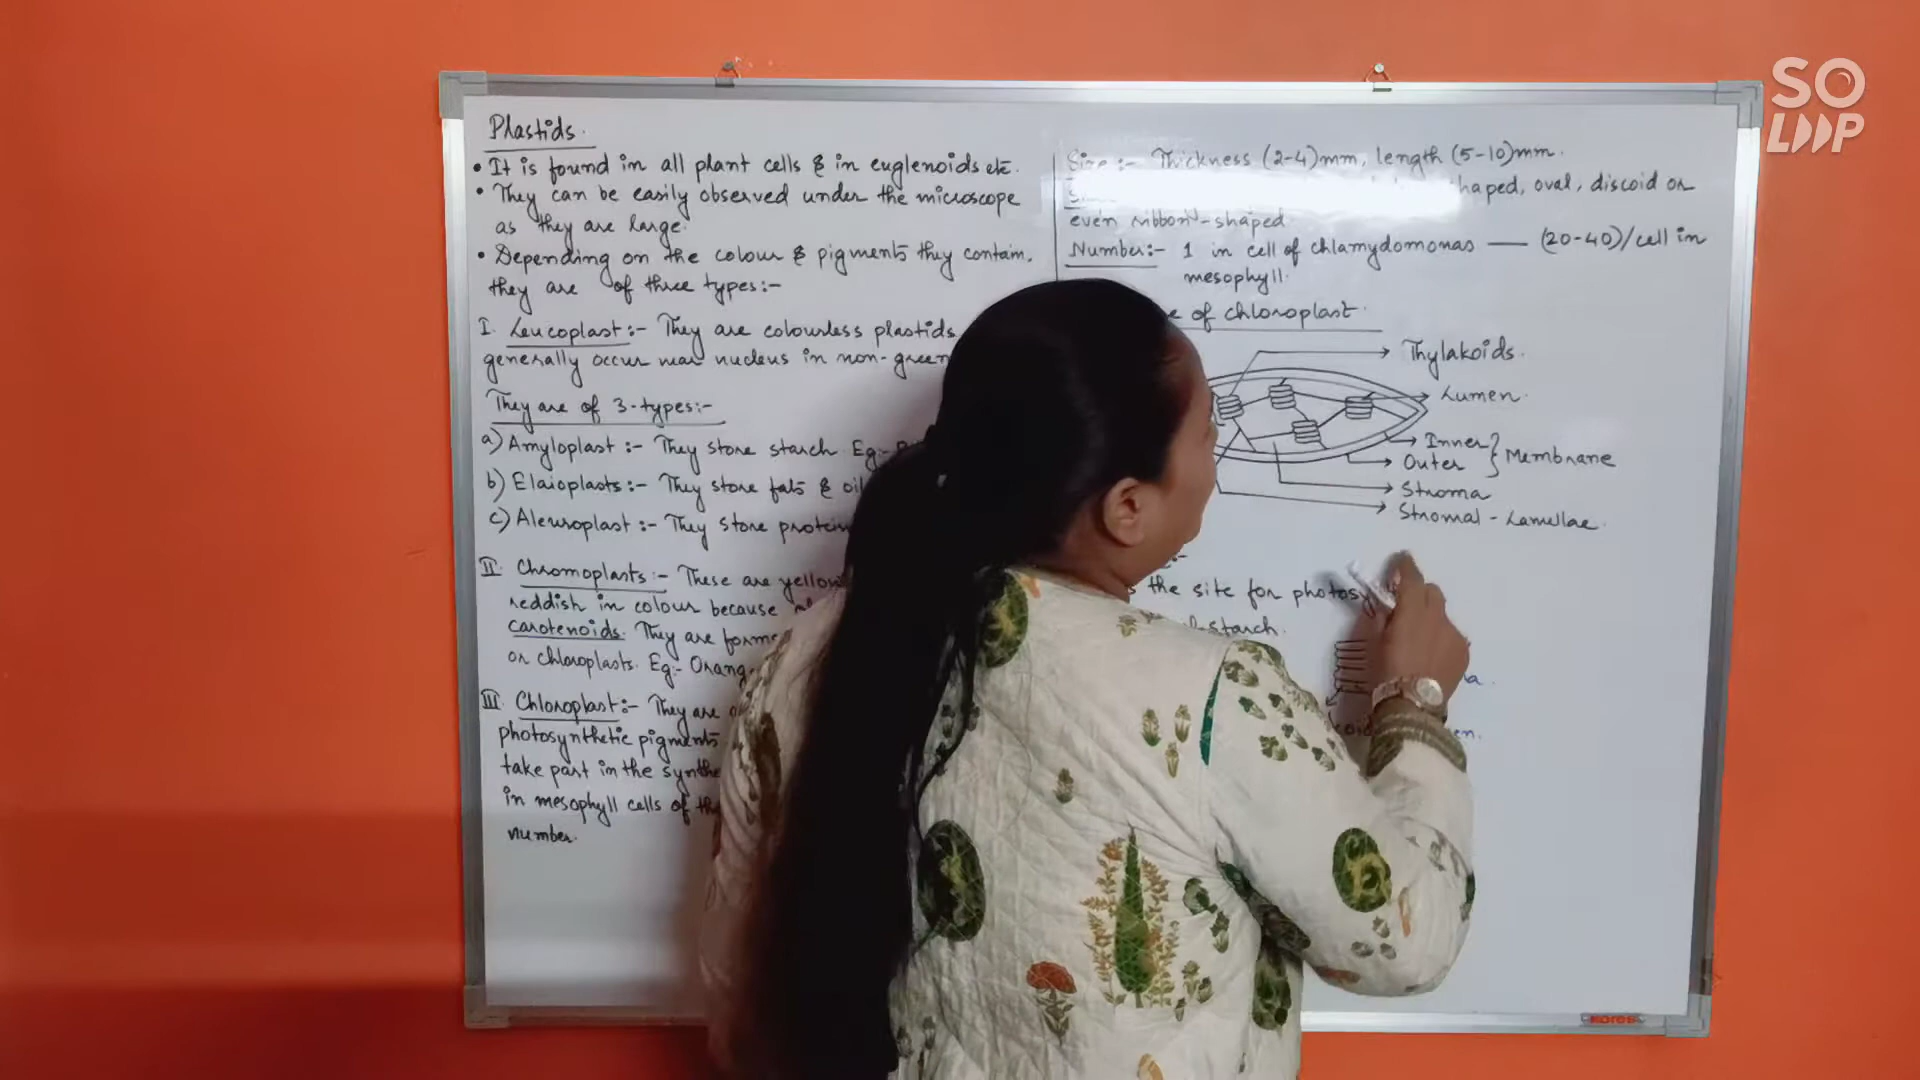 Plastids.
• It is found in all plant cells & in euglenoids etc.
• They can be easily observed under the microscope
as they are large.
• Depending on the colour & pigments they contain.
they are of three types:-
I. Leucoplast:- They are colourless plastids
generally occur near nucleus in non-green
They are of 3-types:-
a) Amyloplast:- They store starch. Eg:-
b) Elaioplasts:- They store fats & oil
c) Aleuroplast:- They store protein
II. Chromoplasts:- These are yellow
reddish in colour because
carotenoids. They are forme
or chloroplasts. Eg:- Orang
III. Chloroplast:- They are
photosynthetic pigments
take part in the synthe
in mesophyll cells of th
number.
Size:- Thickness (2-4)mm, length (5-10)mm.
shaped, oval, discoid or
even ribbon-shaped.
Number:- 1 in cell of chlamydomonas — (20-40)/cell in
mesophyll.
of chloroplast.
Thylakoids.
Lumen.
Inner } Membrane
Outer
Stroma
Stromal-Lamellae.
the site for photosy
starch.
SO
LOOP
Kores